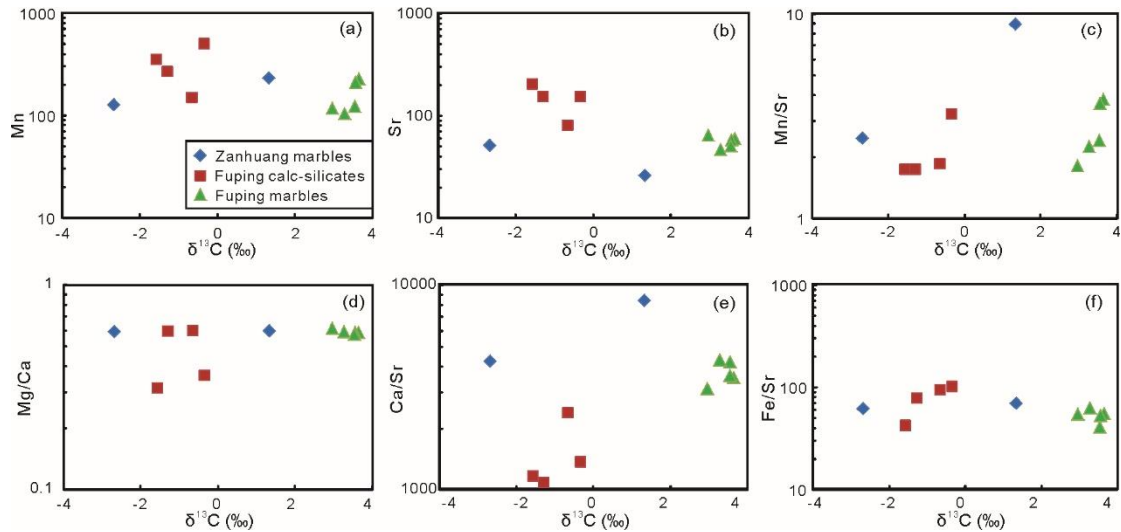 1000
(a)
Mn
100
Zanhuang marbles
Fuping calc-silicates
Fuping marbles
10
-4
-2
0
2
4
δ¹³C (‰)
1000
(b)
Sr
100
10
-4
-2
0
2
4
δ¹³C (‰)
10
(c)
Mn/Sr
1
-4
-2
0
2
4
δ¹³C (‰)
1
(d)
Mg/Ca
0.1
-4
-2
0
2
4
δ¹³C (‰)
10000
(e)
Ca/Sr
1000
-4
-2
0
2
4
δ¹³C (‰)
1000
(f)
Fe/Sr
100
10
-4
-2
0
2
4
δ¹³C (‰)